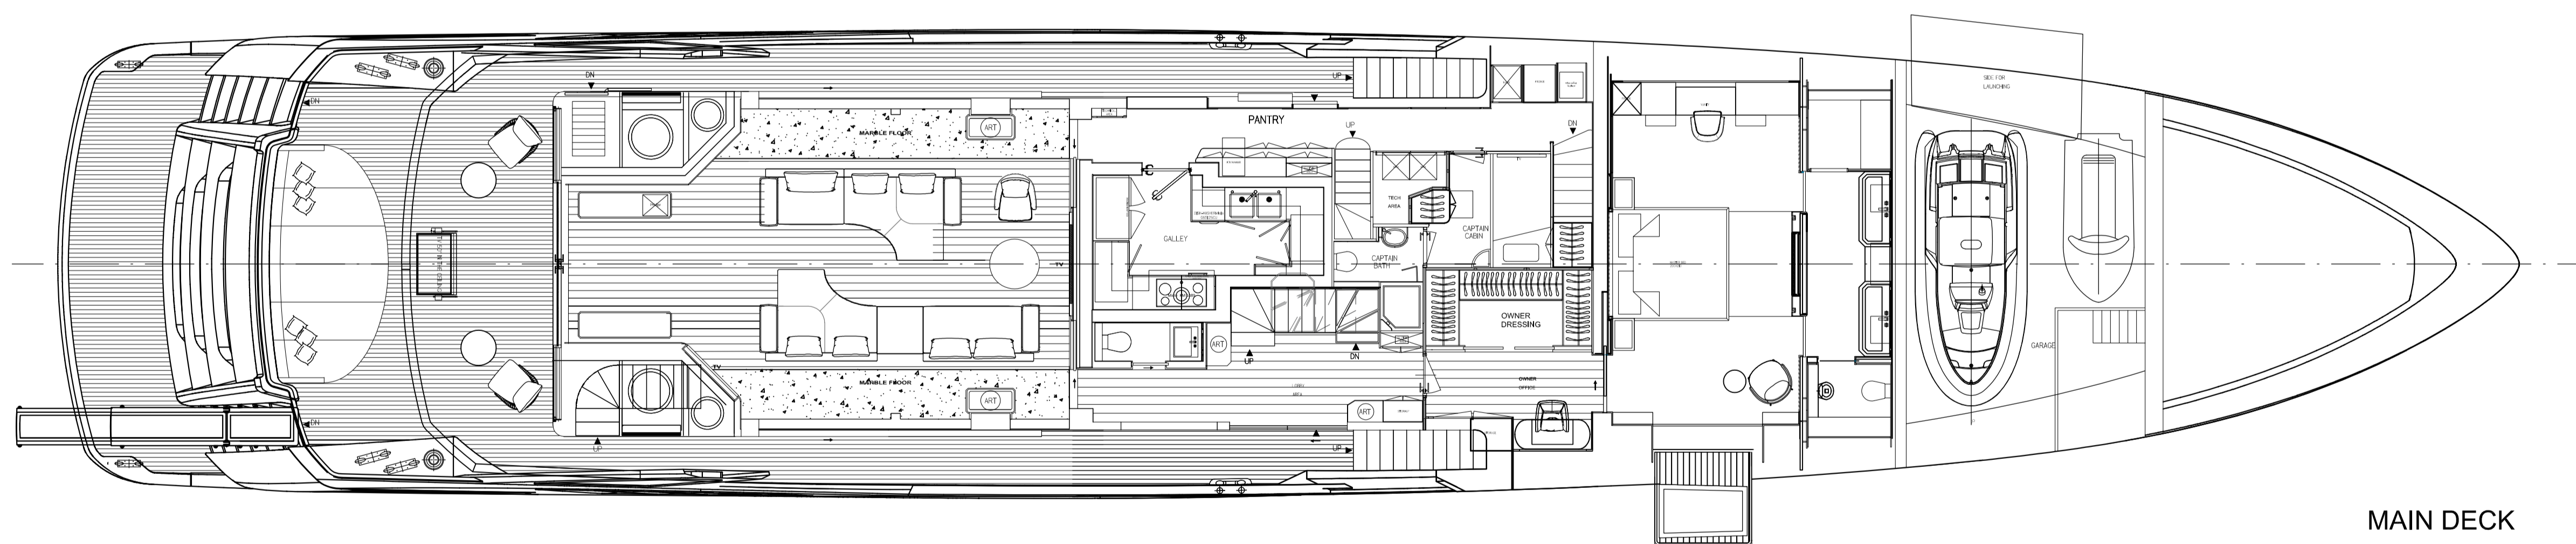 SIDE FOR
LAUNCHING
DN
UP
DN
PANTRY
UP
DN
MARBLE FLOOR
ART
TECH
AREA
GALLEY
CAPTAIN
CABIN
CAPTAIN
BATH
TV
OWNER
DRESSING
GARAGE
ART
UP
DN
TV
MARBLE FLOOR
ART
OWNER
OFFICE
ART
DN
UP
UP
MAIN DECK